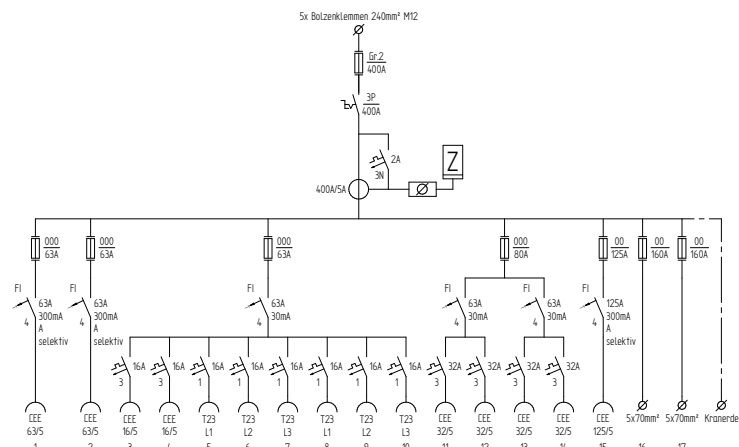 5x Bolzenklemmen 240mm² M12
Gr.2
400A
3P
400A
2A
3N
Z
400A/5A
000
63A
000
63A
000
63A
000
80A
00
125A
00
160A
00
160A
FI
63A
300mA
A
selektiv
4
FI
63A
300mA
A
selektiv
4
FI
63A
30mA
4
FI
63A
30mA
4
FI
63A
30mA
4
FI
125A
300mA
A
selektiv
4
16A
3
16A
3
16A
1
16A
1
16A
1
16A
1
16A
1
16A
1
32A
3
32A
3
32A
3
32A
3
CEE CEE CEE CEE T23 T23 T23 T23 T23 T23 CEE CEE CEE CEE CEE 5x70mm² 5x70mm² Kranerde
63/5 63/5 16/5 16/5 L1 L2 L3 L1 L2 L3 32/5 32/5 32/5 32/5 125/5
1 2 3 4 5 6 7 8 9 10 11 12 13 14 15 16 17